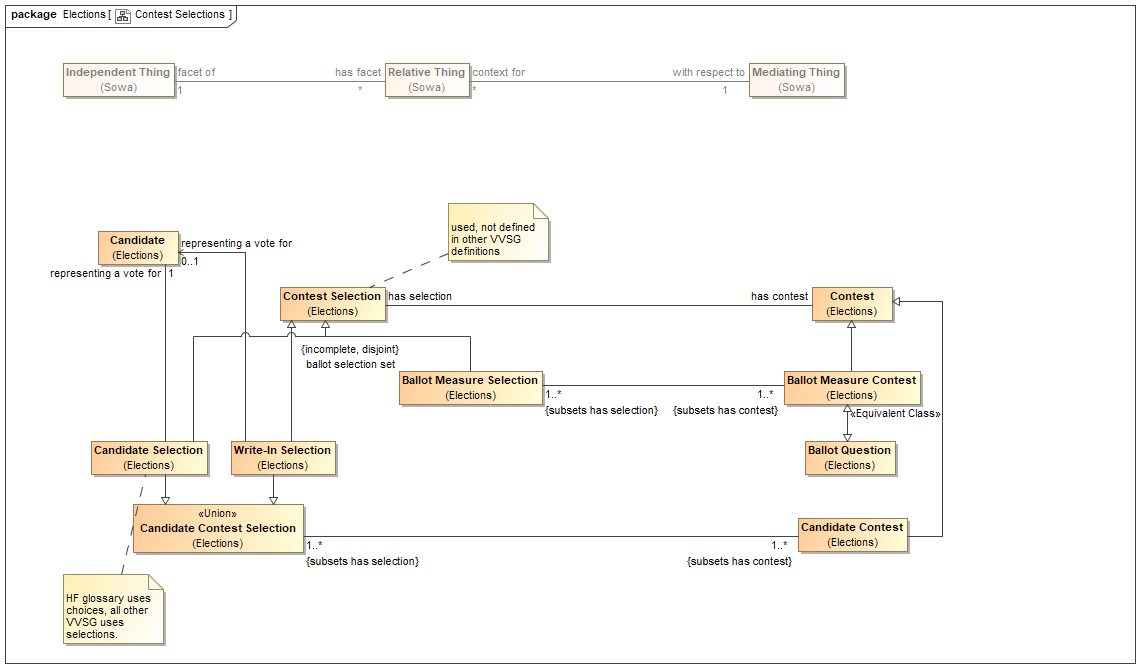 package Elections [ Contest Selections ]
Independent Thing
(Sowa)
facet of
1
has facet
*
Relative Thing
(Sowa)
context for
*
with respect to
1
Mediating Thing
(Sowa)
used, not defined
in other VVSG
definitions
Candidate
(Elections)
representing a vote for
0..1
representing a vote for
1
Contest Selection
(Elections)
has selection
has contest
Contest
(Elections)
{incomplete, disjoint}
ballot selection set
Ballot Measure Selection
(Elections)
1..*
{subsets has selection}
1..*
{subsets has contest}
Ballot Measure Contest
(Elections)
«Equivalent Class»
Ballot Question
(Elections)
Candidate Selection
(Elections)
Write-In Selection
(Elections)
«Union»
Candidate Contest Selection
(Elections)
1..*
{subsets has selection}
1..*
{subsets has contest}
Candidate Contest
(Elections)
HF glossary uses
choices, all other
VVSG uses
selections.